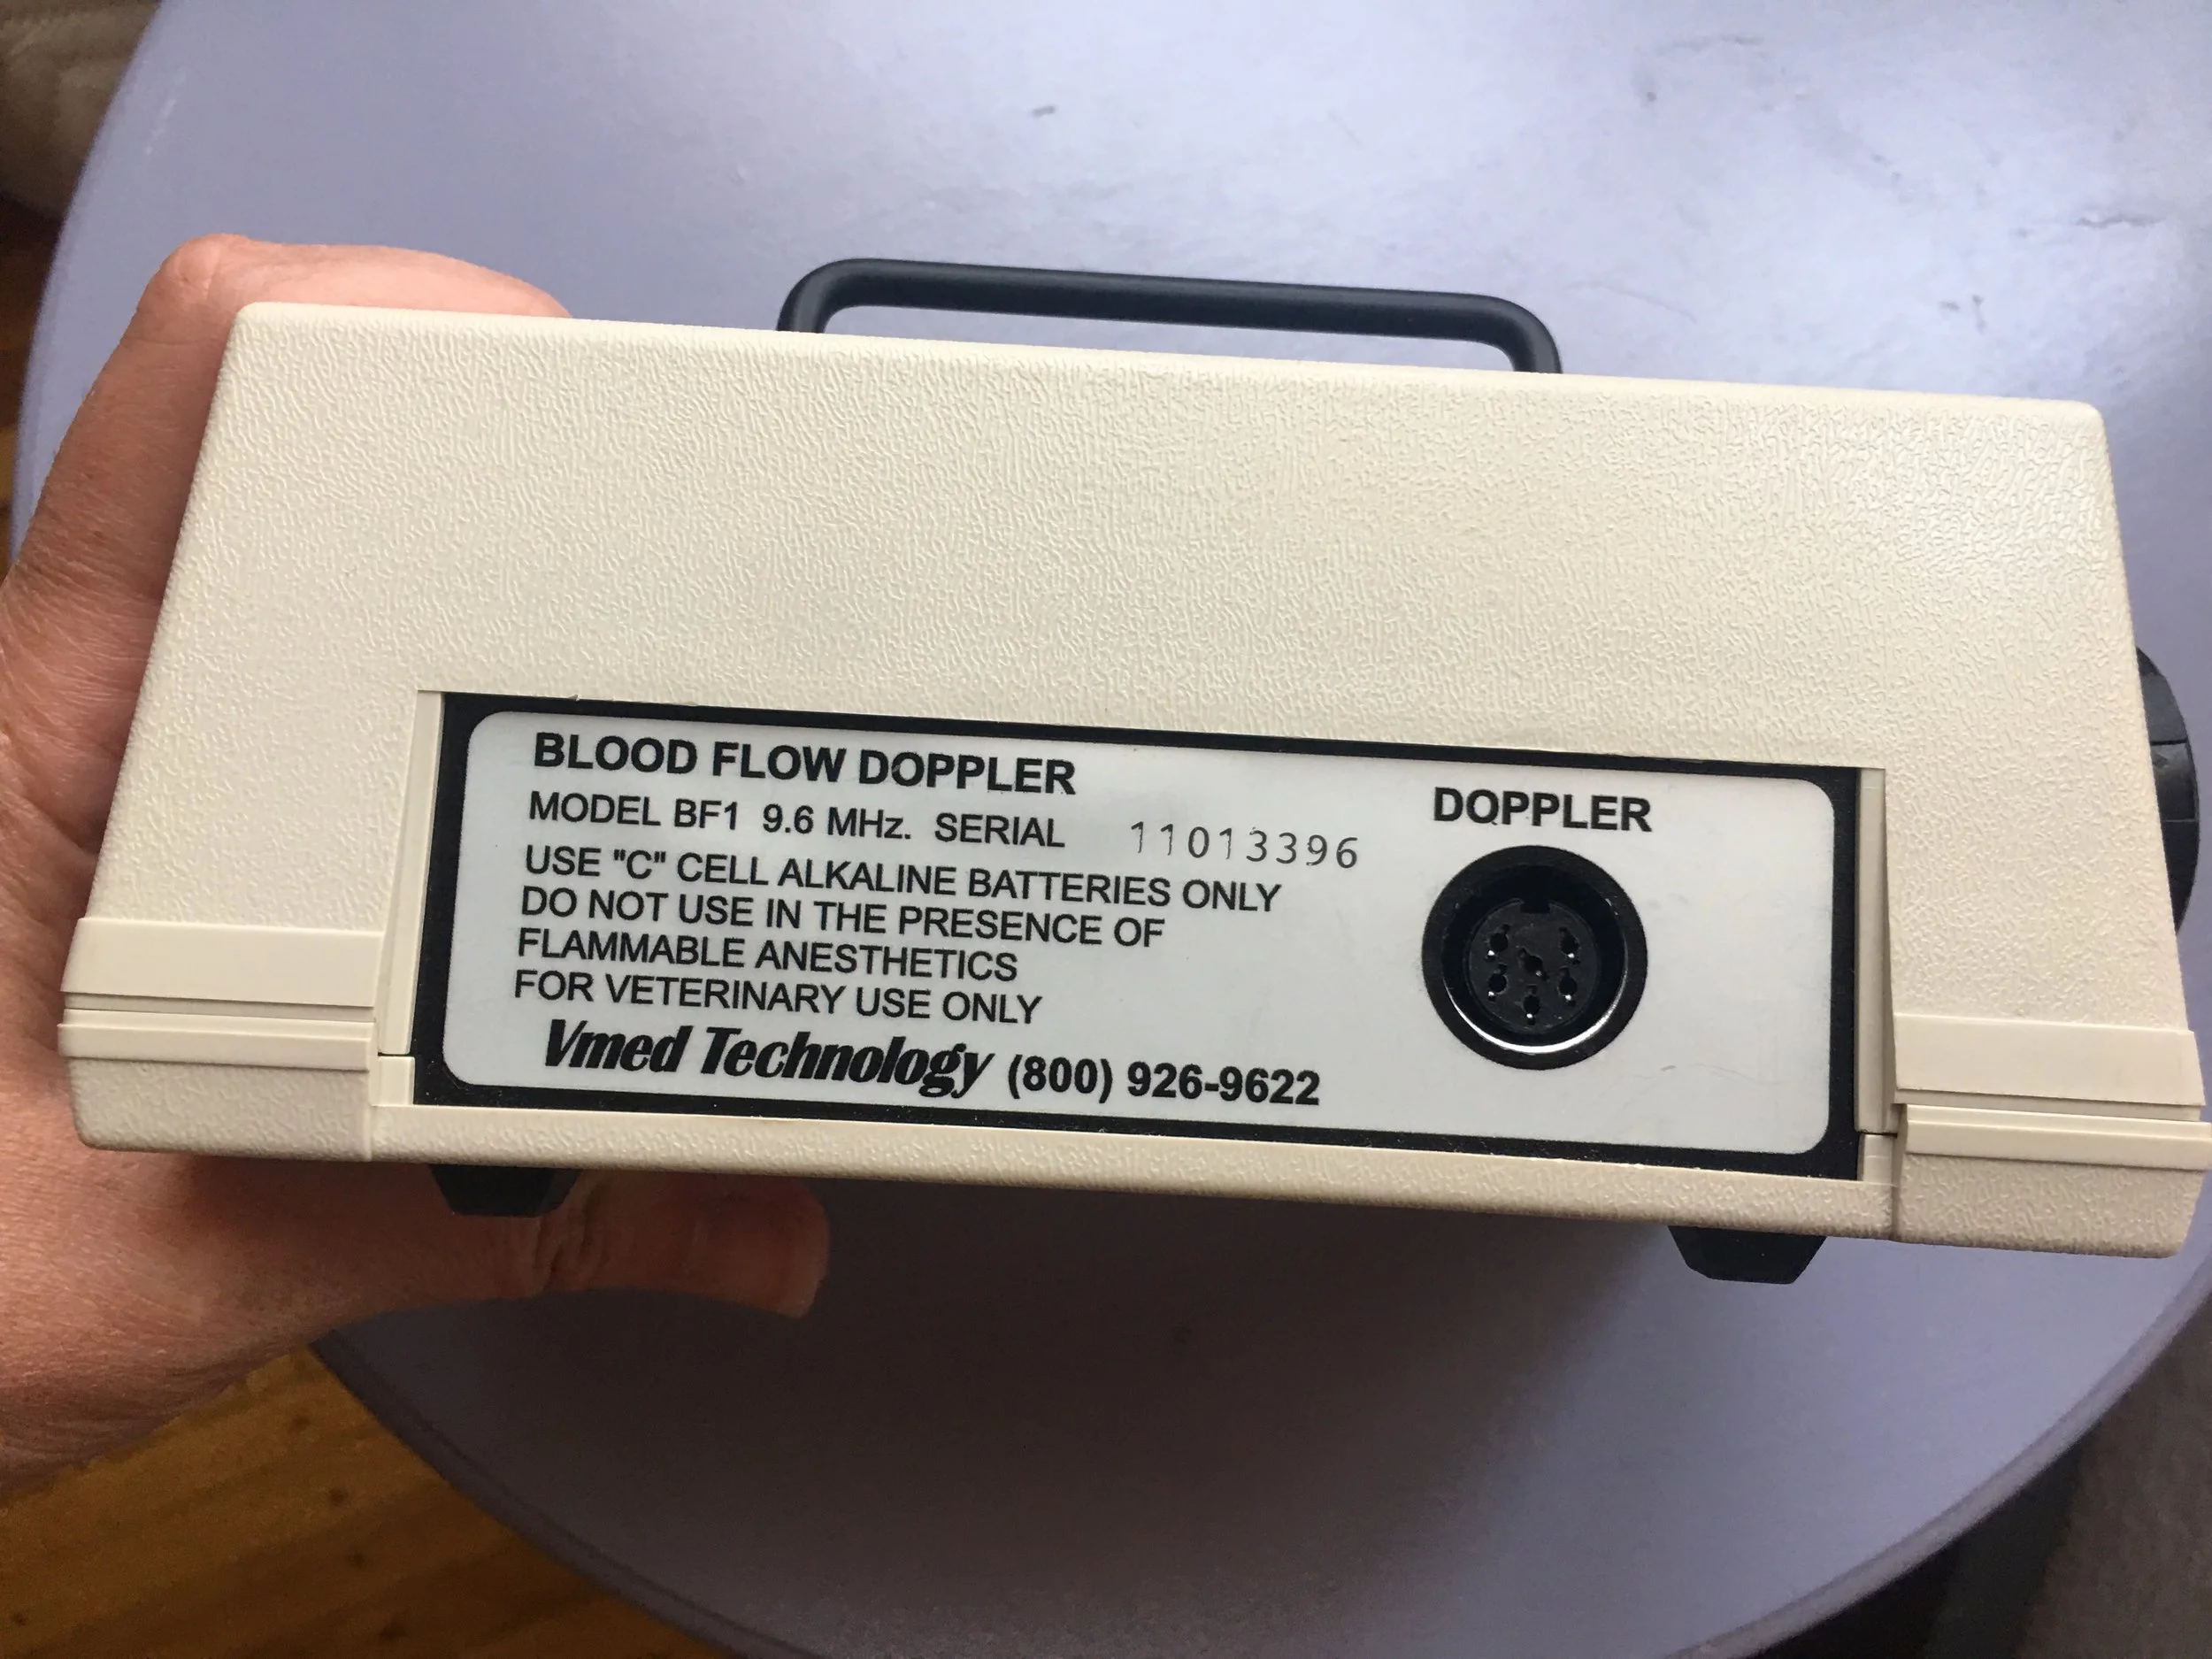 BLOOD FLOW DOPPLER
MODEL BF1 9.6 MHz. SERIAL 11013396
USE "C" CELL ALKALINE BATTERIES ONLY
DO NOT USE IN THE PRESENCE OF
FLAMMABLE ANESTHETICS
FOR VETERINARY USE ONLY
Vmed Technology (800) 926-9622
DOPPLER